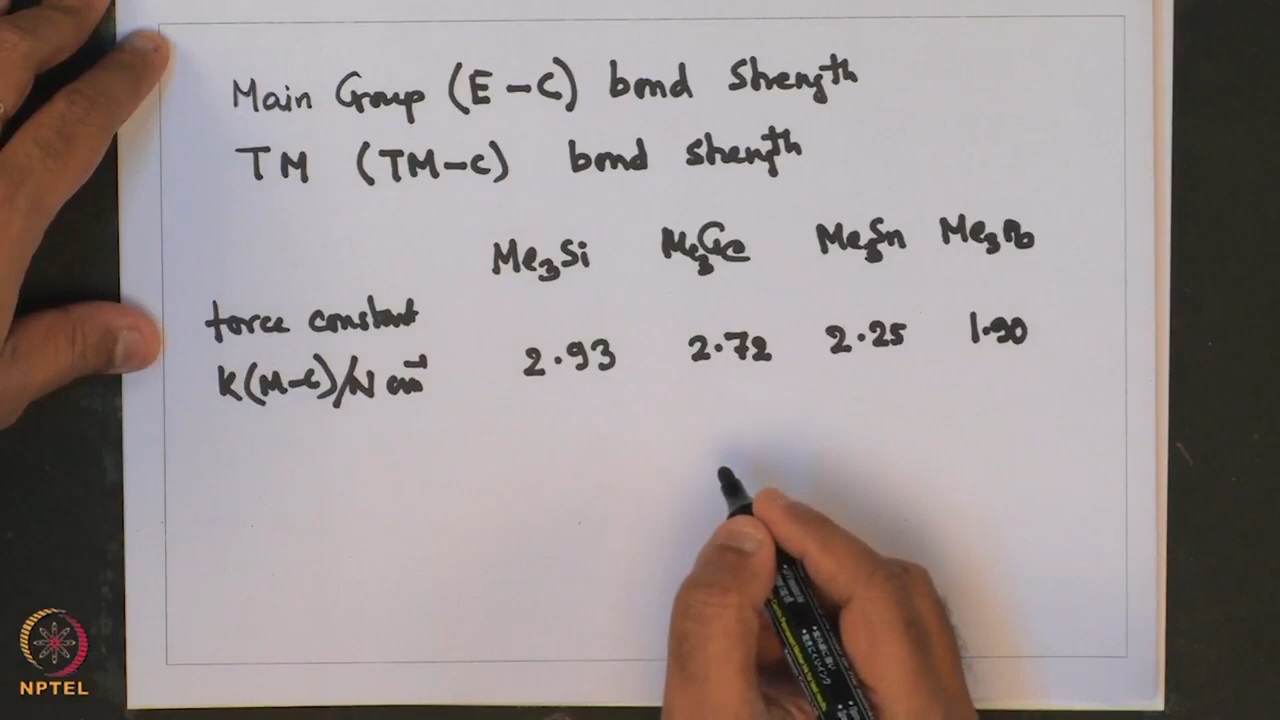 Main Group (E-C) bond strength
TM (TM-C) bond strength
Me3Si Me3Ge Me3Sn Me3Pb
force constant
K(M-C)/N cm⁻¹ 2.93 2.72 2.25 1.90
NPTEL